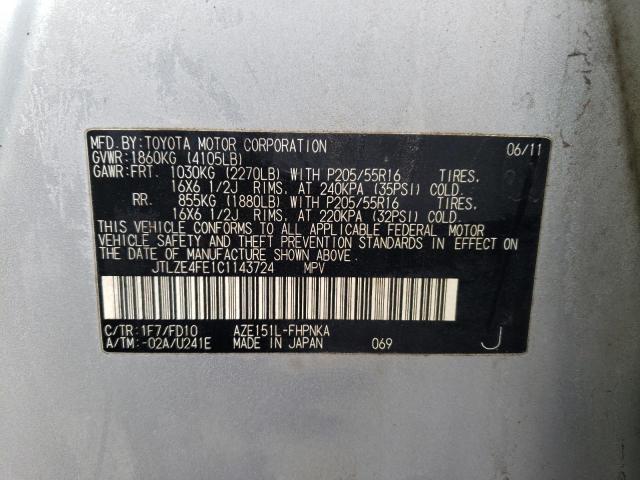 MFD.BY:TOYOTA MOTOR CORPORATION 06/11
GVWR:1860KG (4105LB)
GAWR:FRT. 1030KG (2270LB) WITH P205/55R16 TIRES.
16X6 1/2J RIMS, AT 240KPA (35PSI) COLD.
RR. 855KG (1880LB) WITH P205/55R16 TIRES.
16X6 1/2J RIMS, AT 220KPA (32PSI) COLD.
THIS VEHICLE CONFORMS TO ALL APPLICABLE FEDERAL MOTOR
VEHICLE SAFETY AND THEFT PREVENTION STANDARDS IN EFFECT ON
THE DATE OF MANUFACTURE SHOWN ABOVE.
JTLZE4FE1C1143724 MPV
C/TR:1F7/FD10 AZE151L-FHPNKA
A/TM:-02A/U241E MADE IN JAPAN 069 J